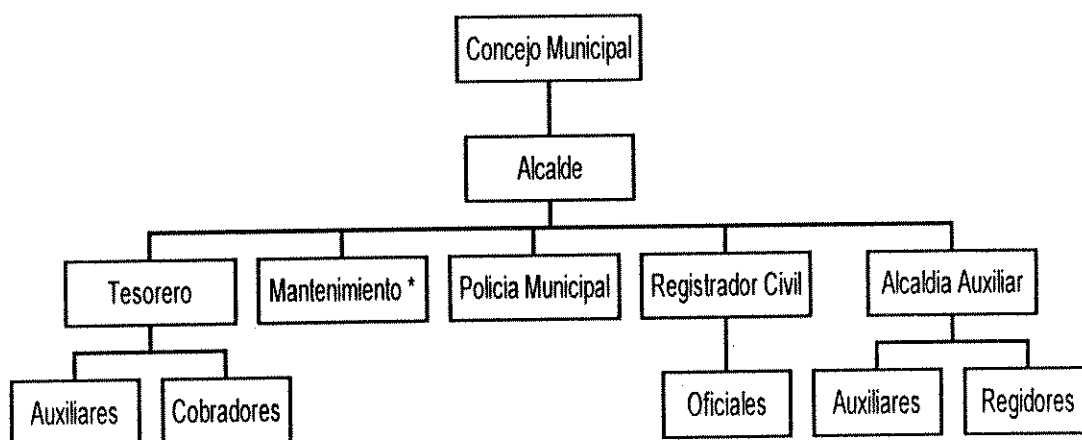 Concejo Municipal
Alcalde
Tesorero
Mantenimiento *
Policia Municipal
Registrador Civil
Alcaldia Auxiliar
Auxiliares
Cobradores
Oficiales
Auxiliares
Regidores